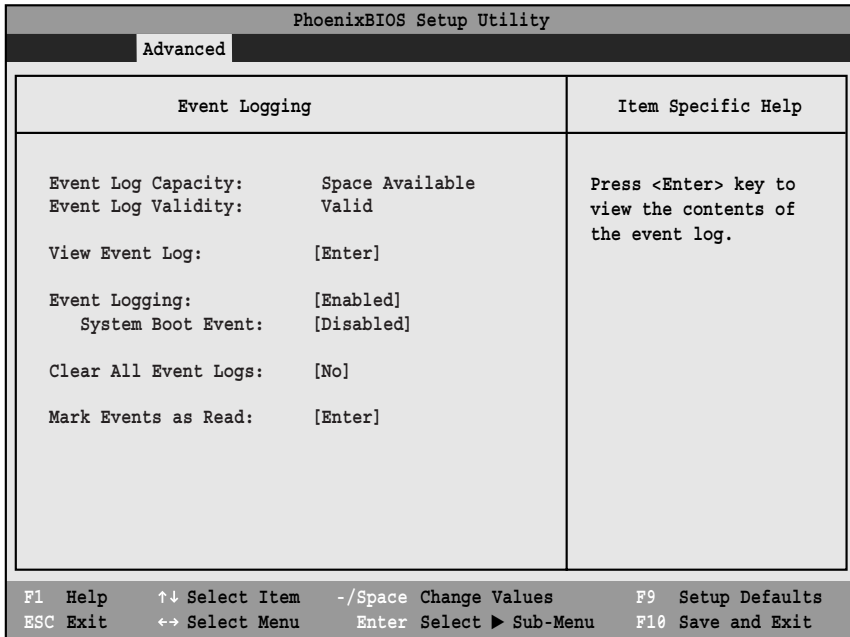 PhoenixBIOS Setup Utility
Advanced
Event Logging
Item Specific Help
Event Log Capacity: Space Available
Event Log Validity: Valid
View Event Log: [Enter]
Event Logging: [Enabled]
System Boot Event: [Disabled]
Clear All Event Logs: [No]
Mark Events as Read: [Enter]
Press <Enter> key to
view the contents of
the event log.
F1 Help ↑↓ Select Item -/Space Change Values F9 Setup Defaults
ESC Exit ←→ Select Menu Enter Select ▶ Sub-Menu F10 Save and Exit